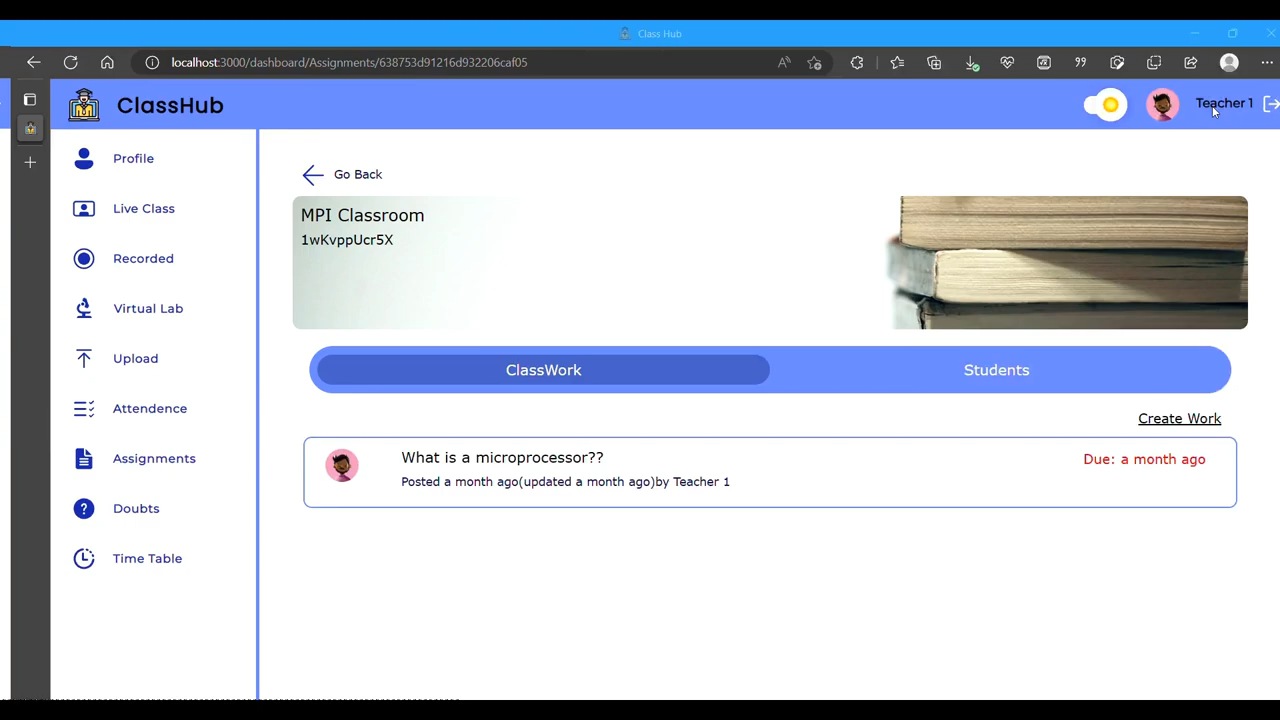 Class Hub
localhost:3000/dashboard/Assignments/638753d91216d932206caf05
ClassHub
Teacher 1
Profile
Live Class
Recorded
Virtual Lab
Upload
Attendence
Assignments
Doubts
Time Table
Go Back
MPI Classroom
1wKvppUcr5X
ClassWork
Students
Create Work
What is a microprocessor??
Due: a month ago
Posted a month ago(updated a month ago)by Teacher 1